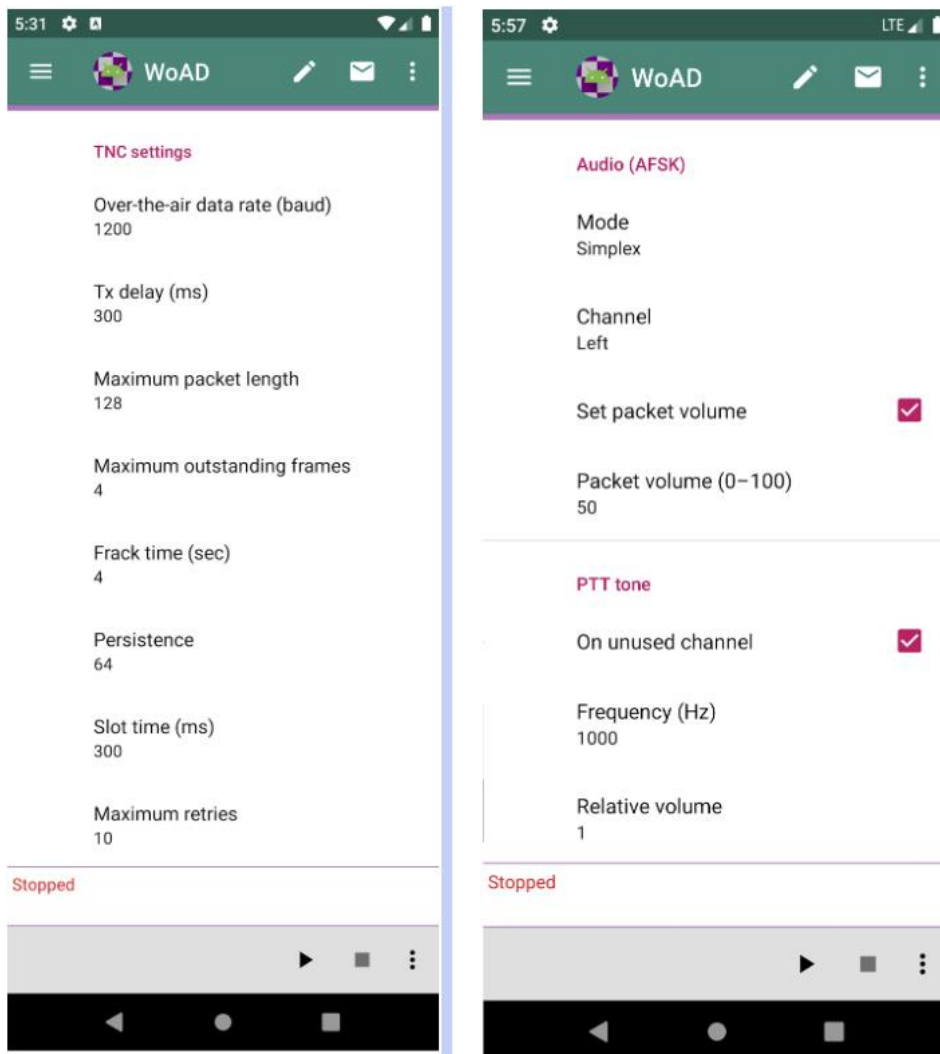 5:31
WoAD
TNC settings
Over-the-air data rate (baud)
1200
Tx delay (ms)
300
Maximum packet length
128
Maximum outstanding frames
4
Frack time (sec)
4
Persistence
64
Slot time (ms)
300
Maximum retries
10
Stopped
5:57
LTE
WoAD
Audio (AFSK)
Mode
Simplex
Channel
Left
Set packet volume
Packet volume (0–100)
50
PTT tone
On unused channel
Frequency (Hz)
1000
Relative volume
1
Stopped